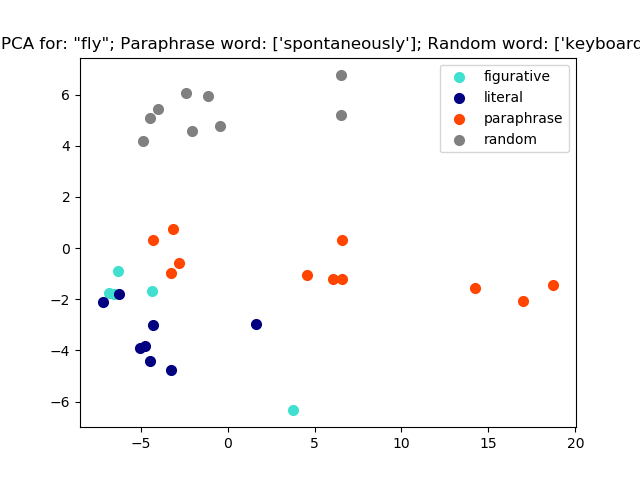 PCA for: "fly"; Paraphrase word: ['spontaneously']; Random word: ['keyboard
figurative
literal
paraphrase
random
6
4
2
0
−2
−4
−6
−5 0 5 10 15 20